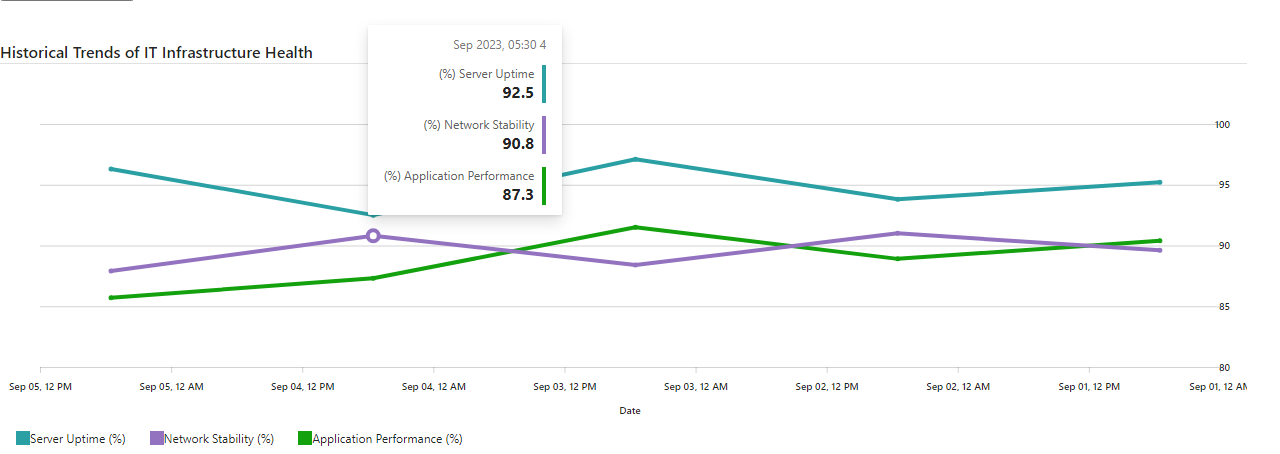 Historical Trends of IT Infrastructure Health
Sep 2023, 05:30 4
(%) Server Uptime
92.5
(%) Network Stability
90.8
(%) Application Performance
87.3
100
95
90
85
80
Sep 05, 12 PM Sep 05, 12 AM Sep 04, 12 PM Sep 04, 12 AM Sep 03, 12 PM Sep 03, 12 AM Sep 02, 12 PM Sep 02, 12 AM Sep 01, 12 PM Sep 01, 12 AM
Date
Server Uptime (%) Network Stability (%) Application Performance (%)